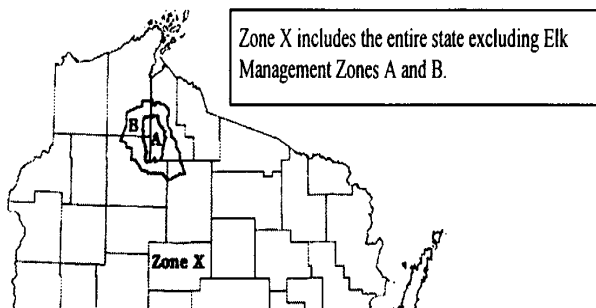 Zone X includes the entire state excluding Elk
Management Zones A and B.
B
A
Zone X